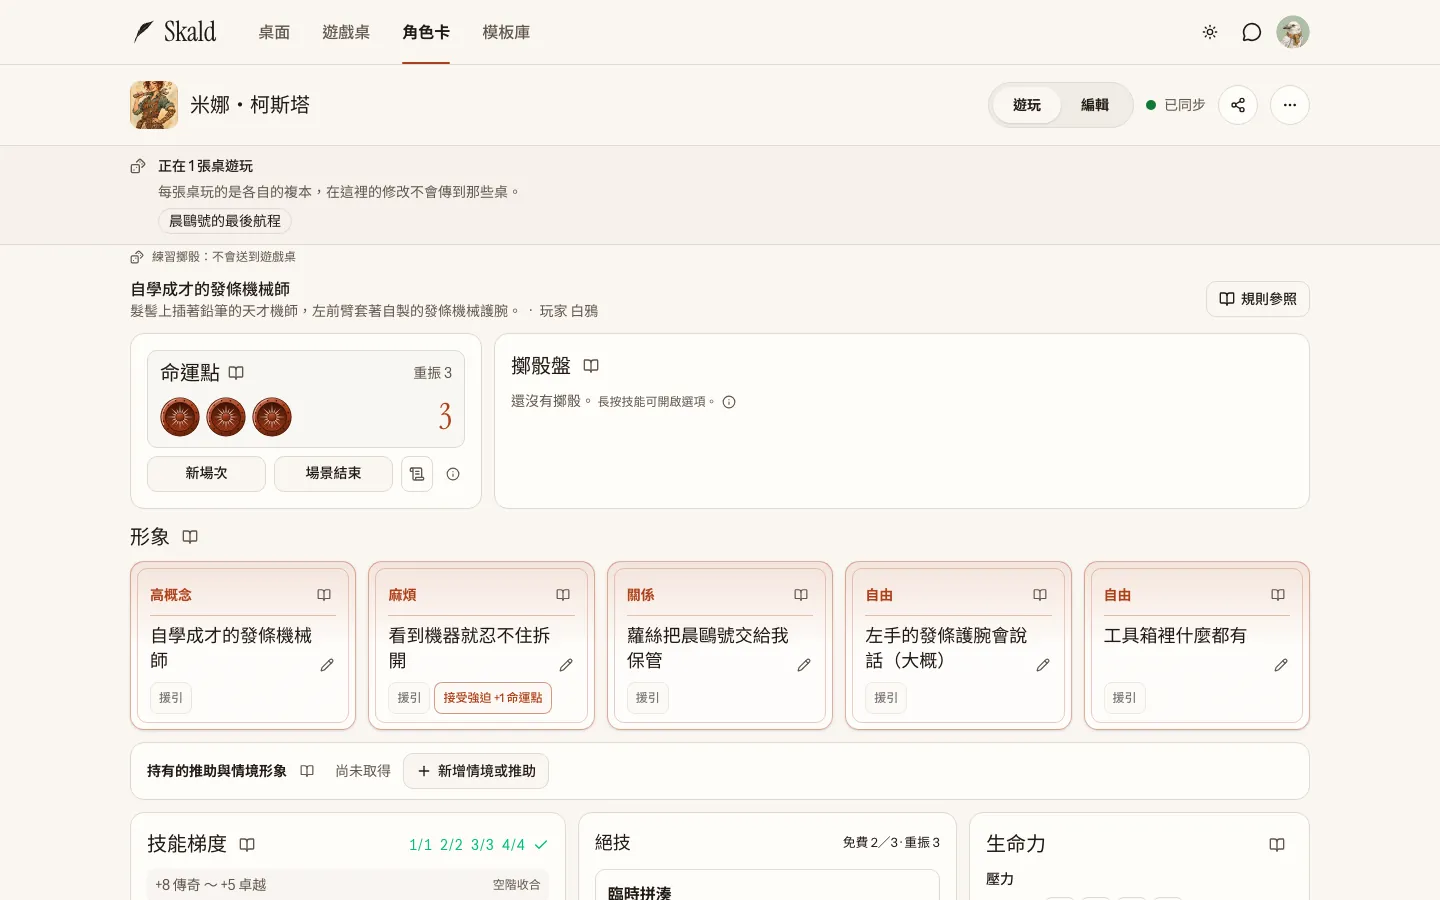 Skald
桌面
遊戲桌
角色卡
模板庫
米娜・柯斯塔
遊玩
編輯
已同步
正在 1 張桌遊玩
每張桌玩的是各自的複本，在這裡的修改不會傳到那些桌。
晨鷗號的最後航程
練習擲骰：不會送到遊戲桌
自學成才的發條機械師
髮髻上插著鉛筆的天才機師，左前臂套著自製的發條機械護腕。 · 玩家 白鴉
規則參照
命運點
重振 3
3
新場次
場景結束
擲骰盤
還沒有擲骰。長按技能可開啟選項。
形象
高概念
自學成才的發條機械
師
援引
麻煩
看到機器就忍不住拆
開
援引
接受強迫 +1 命運點
關係
蘿絲把晨鷗號交給我
保管
援引
自由
左手的發條護腕會說
話（大概）
援引
自由
工具箱裡什麼都有
援引
持有的推助與情境形象
尚未取得
新增情境或推助
技能梯度
1/1 2/2 3/3 4/4
+8 傳奇 ～ +5 卓越
空階收合
絕技
免費 2／3 · 重振 3
臨時拼湊
生命力
壓力